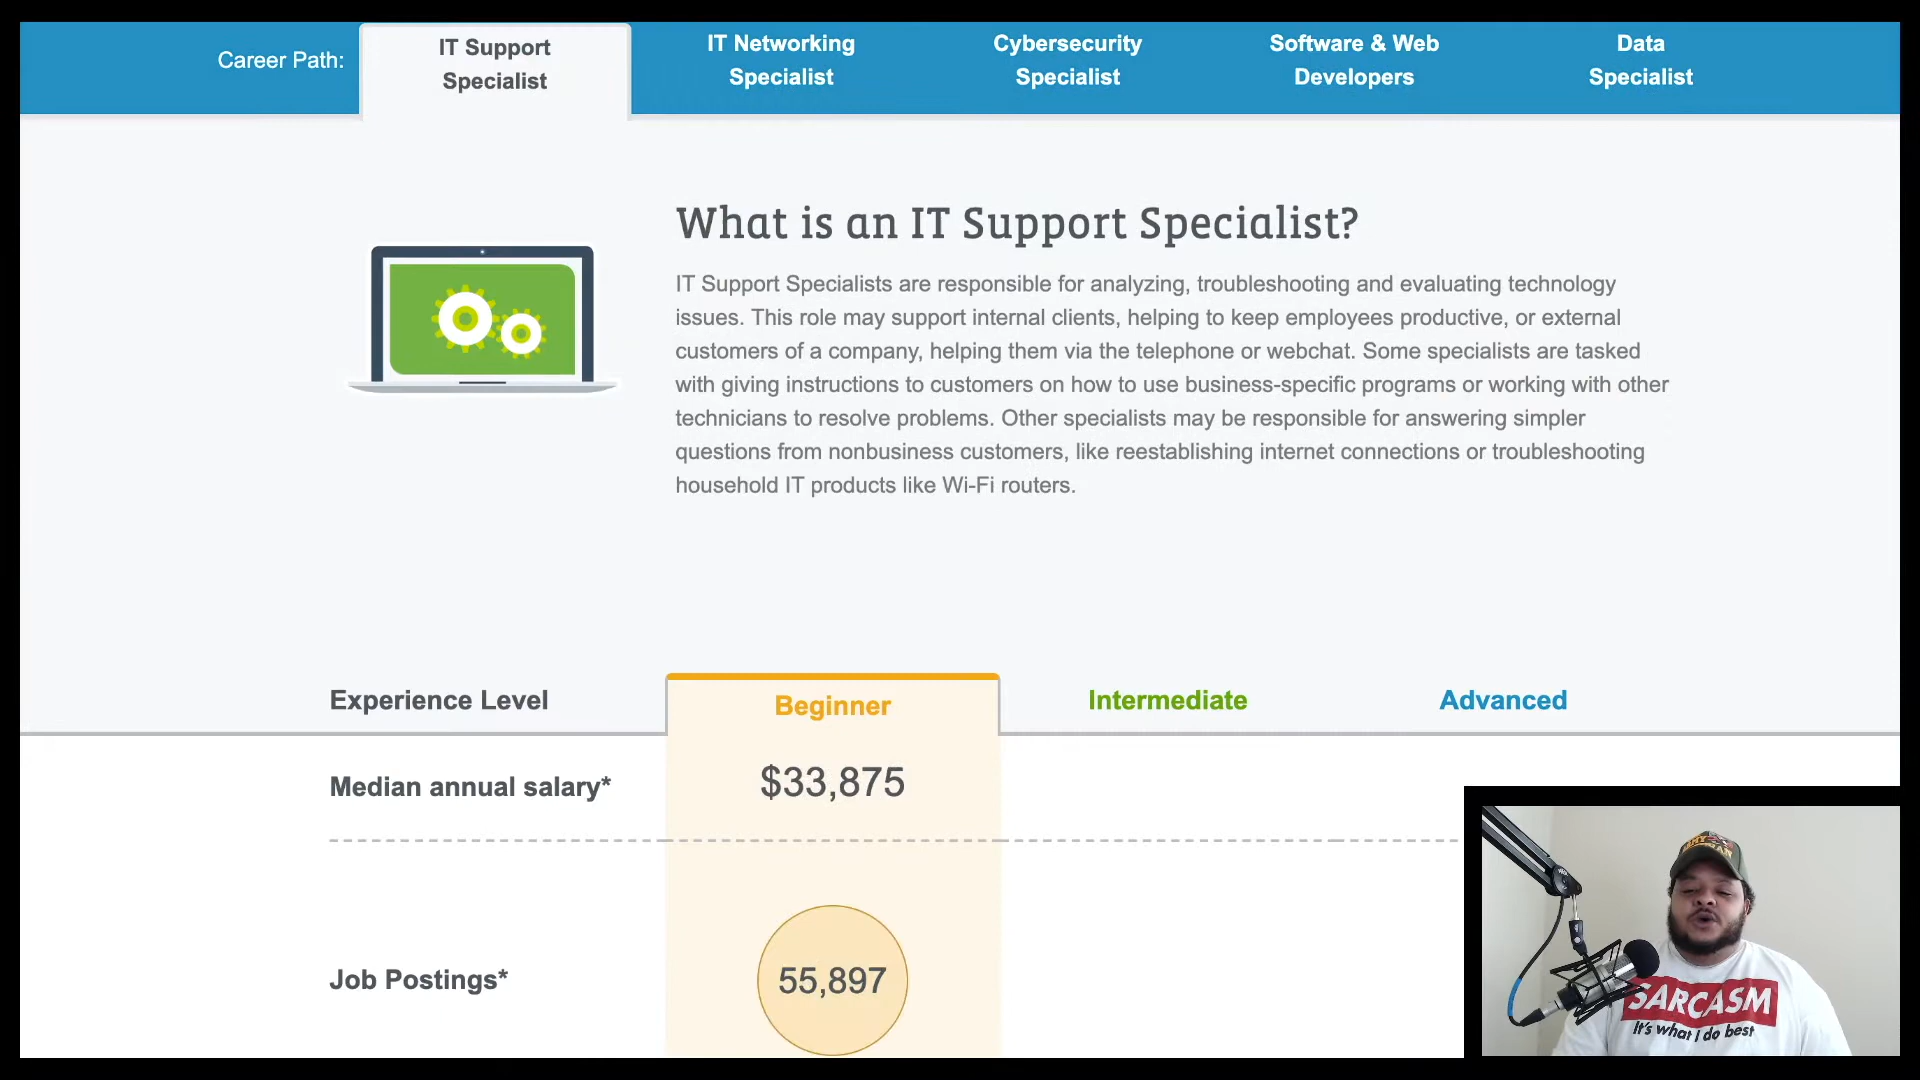 Career Path:
IT Support
Specialist
IT Networking
Specialist
Cybersecurity
Specialist
Software & Web
Developers
Data
Specialist
What is an IT Support Specialist?
IT Support Specialists are responsible for analyzing, troubleshooting and evaluating technology
issues. This role may support internal clients, helping to keep employees productive, or external
customers of a company, helping them via the telephone or webchat. Some specialists are tasked
with giving instructions to customers on how to use business-specific programs or working with other
technicians to resolve problems. Other specialists may be responsible for answering simpler
questions from nonbusiness customers, like reestablishing internet connections or troubleshooting
household IT products like Wi-Fi routers.
Experience Level
Beginner
Intermediate
Advanced
Median annual salary*
$33,875
Job Postings*
55,897
SARCASM
It's what I do best